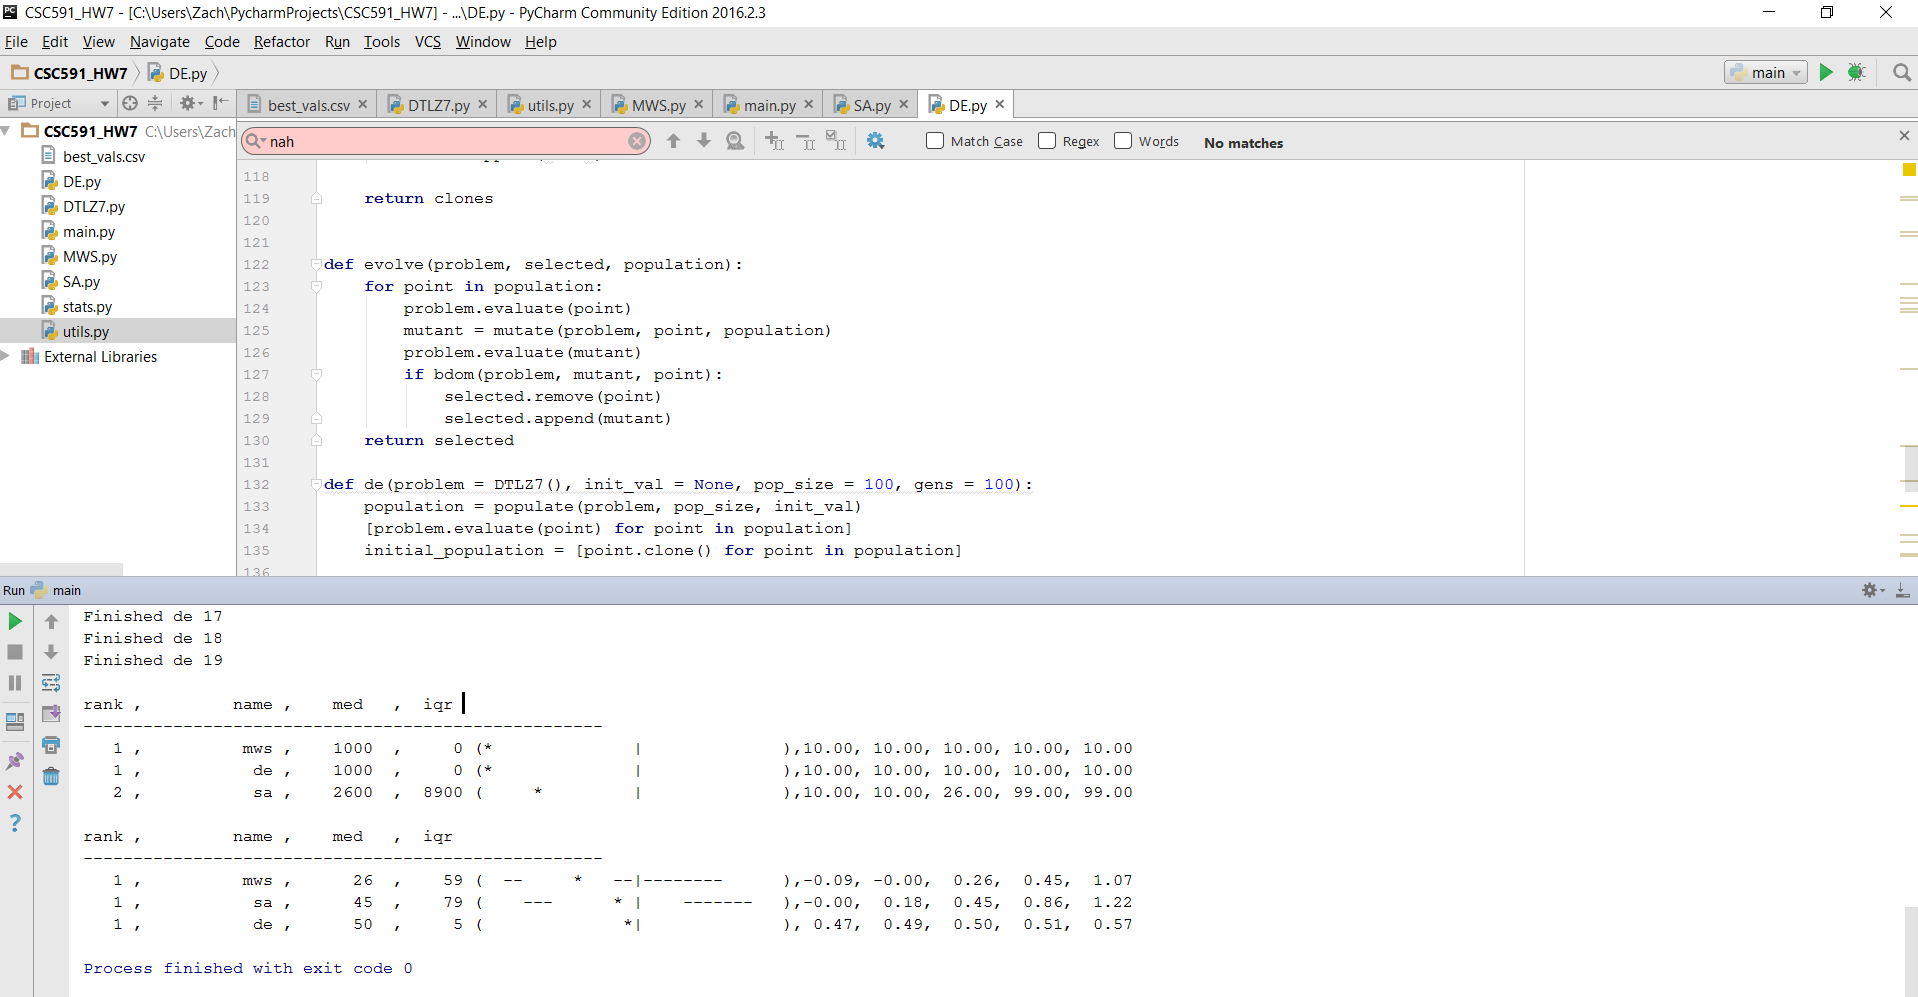 PC CSC591_HW7 - [C:\Users\Zach\PycharmProjects\CSC591_HW7] - ...\DE.py - PyCharm Community Edition 2016.2.3
File Edit View Navigate Code Refactor Run Tools VCS Window Help
CSC591_HW7 DE.py main
Project best_vals.csv DTLZ7.py utils.py MWS.py main.py SA.py DE.py
CSC591_HW7 C:\Users\Zach
best_vals.csv
DE.py
DTLZ7.py
main.py
MWS.py
SA.py
stats.py
utils.py
External Libraries
nah Match Case Regex Words No matches
118
119 return clones
120
121
122 def evolve(problem, selected, population):
123 for point in population:
124 problem.evaluate(point)
125 mutant = mutate(problem, point, population)
126 problem.evaluate(mutant)
127 if bdom(problem, mutant, point):
128 selected.remove(point)
129 selected.append(mutant)
130 return selected
131
132 def de(problem = DTLZ7(), init_val = None, pop_size = 100, gens = 100):
133 population = populate(problem, pop_size, init_val)
134 [problem.evaluate(point) for point in population]
135 initial_population = [point.clone() for point in population]
136
Run main
Finished de 17
Finished de 18
Finished de 19
rank , name , med , iqr
----------------------------------------------------
1 , mws , 1000 , 0 (* | ),10.00, 10.00, 10.00, 10.00, 10.00
1 , de , 1000 , 0 (* | ),10.00, 10.00, 10.00, 10.00, 10.00
2 , sa , 2600 , 8900 ( * | ),10.00, 10.00, 26.00, 99.00, 99.00
rank , name , med , iqr
----------------------------------------------------
1 , mws , 26 , 59 ( -- * --|-------- ),-0.09, -0.00, 0.26, 0.45, 1.07
1 , sa , 45 , 79 ( --- * | ------- ),-0.00, 0.18, 0.45, 0.86, 1.22
1 , de , 50 , 5 ( *| ), 0.47, 0.49, 0.50, 0.51, 0.57
Process finished with exit code 0